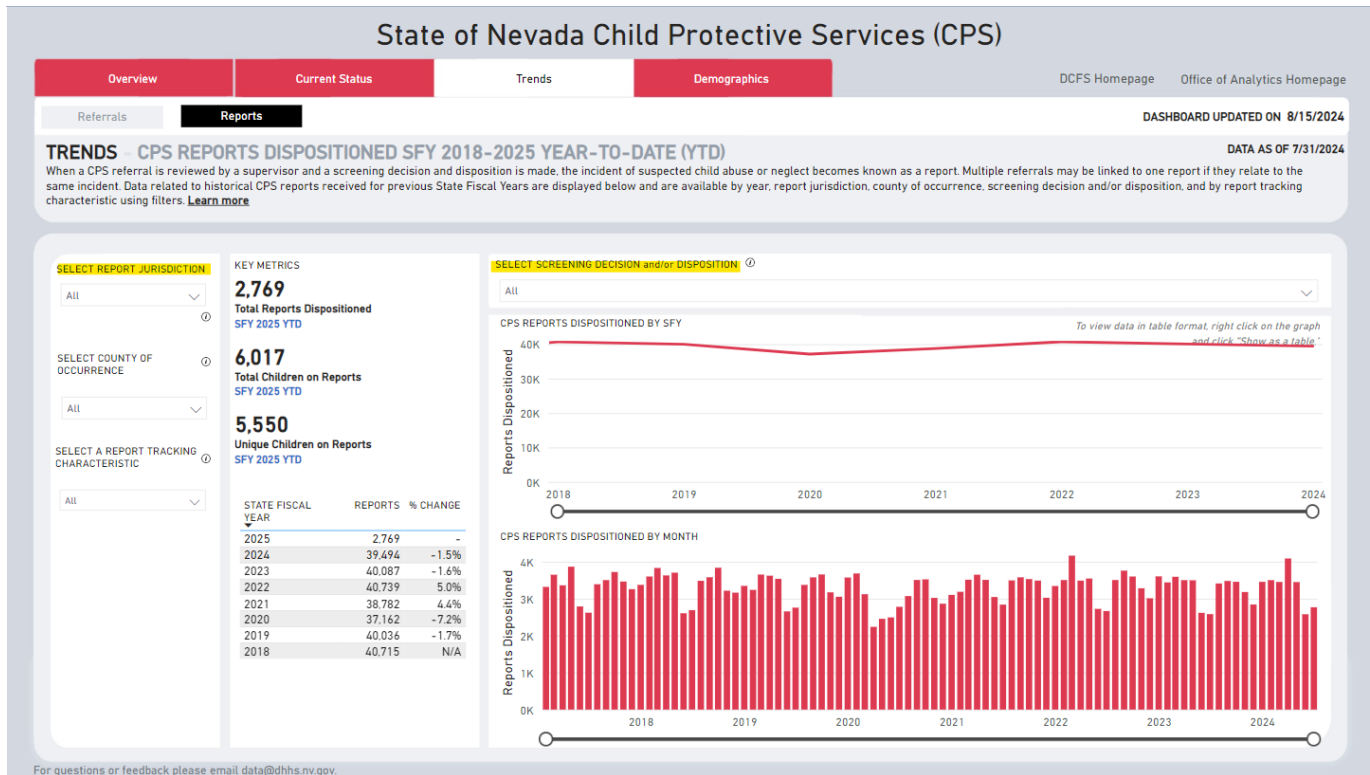 State of Nevada Child Protective Services (CPS)
Overview
Current Status
Trends
Demographics
DCFS Homepage
Office of Analytics Homepage
Referrals
Reports
DASHBOARD UPDATED ON 8/15/2024
TRENDS - CPS REPORTS DISPOSITIONED SFY 2018-2025 YEAR-TO-DATE (YTD)
DATA AS OF 7/31/2024
When a CPS referral is reviewed by a supervisor and a screening decision and disposition is made, the incident of suspected child abuse or neglect becomes known as a report. Multiple referrals may be linked to one report if they relate to the
same incident. Data related to historical CPS reports received for previous State Fiscal Years are displayed below and are available by year, report jurisdiction, county of occurrence, screening decision and/or disposition, and by report tracking
characteristic using filters. Learn more
SELECT REPORT JURISDICTION
All
SELECT COUNTY OF
OCCURRENCE
All
SELECT A REPORT TRACKING
CHARACTERISTIC
All
KEY METRICS
2,769
Total Reports Dispositioned
SFY 2025 YTD
6,017
Total Children on Reports
SFY 2025 YTD
5,550
Unique Children on Reports
SFY 2025 YTD
STATE FISCAL YEAR REPORTS % CHANGE
2025 2,769 -
2024 39,494 -1.5%
2023 40,087 -1.6%
2022 40,739 5.0%
2021 38,782 4.4%
2020 37,162 -7.2%
2019 40,036 -1.7%
2018 40,715 N/A
SELECT SCREENING DECISION and/or DISPOSITION
All
CPS REPORTS DISPOSITIONED BY SFY
To view data in table format, right click on the graph
and click "Show as a table."
Reports Dispositioned
40K
30K
20K
10K
0K
2018 2019 2020 2021 2022 2023 2024
CPS REPORTS DISPOSITIONED BY MONTH
Reports Dispositioned
4K
3K
2K
1K
0K
2018 2019 2020 2021 2022 2023 2024
For questions or feedback please email data@dhhs.nv.gov.